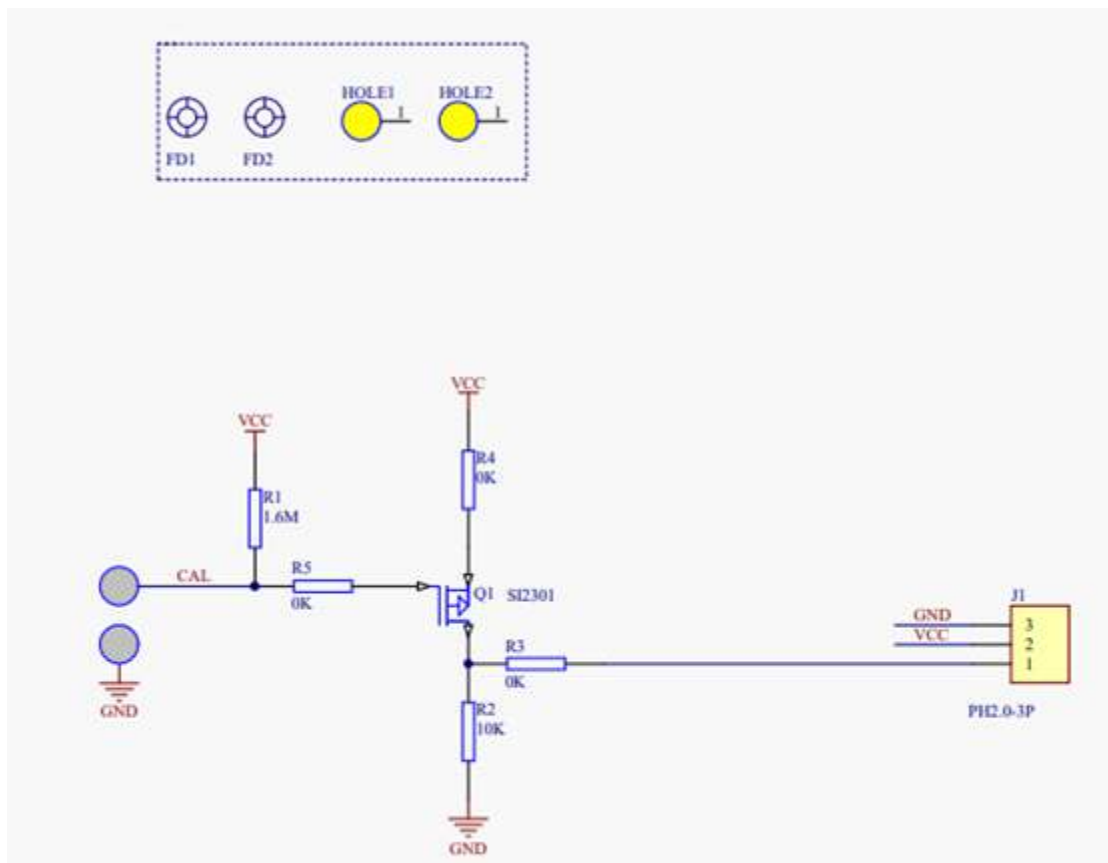 HOLE1 HOLE2
1 1
FD1 FD2
VCC
VCC
R4
0K
R1
1.6M
CAL
R5
0K
Q1 SI2301
J1
GND 3
VCC 2
1
R3
0K
GND
R2
10K
PH2.0-3P
GND